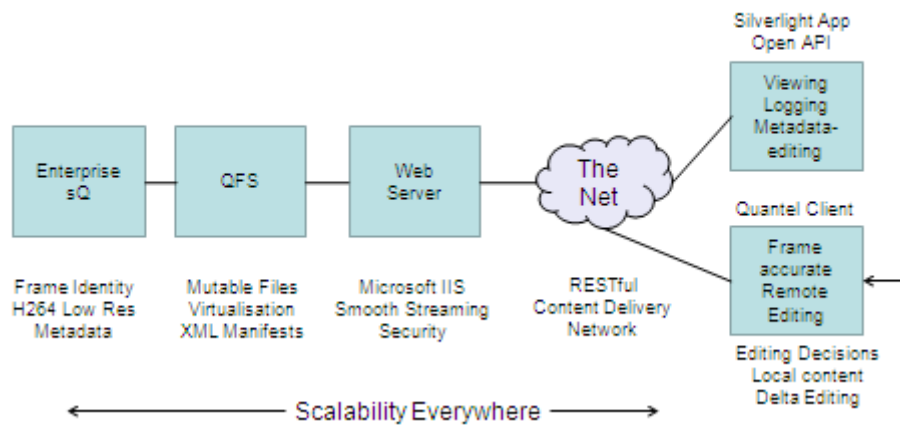 Silverlight App
Open API
Viewing
Logging
Metadata-
editing
Enterprise
sQ
QFS
Web
Server
The
Net
Quantel Client
Frame
accurate
Remote
Editing
Frame Identity
H264 Low Res
Metadata
Mutable Files
Virtualisation
XML Manifests
Microsoft IIS
Smooth Streaming
Security
RESTful
Content Delivery
Network
Editing Decisions
Local content
Delta Editing
Scalability Everywhere